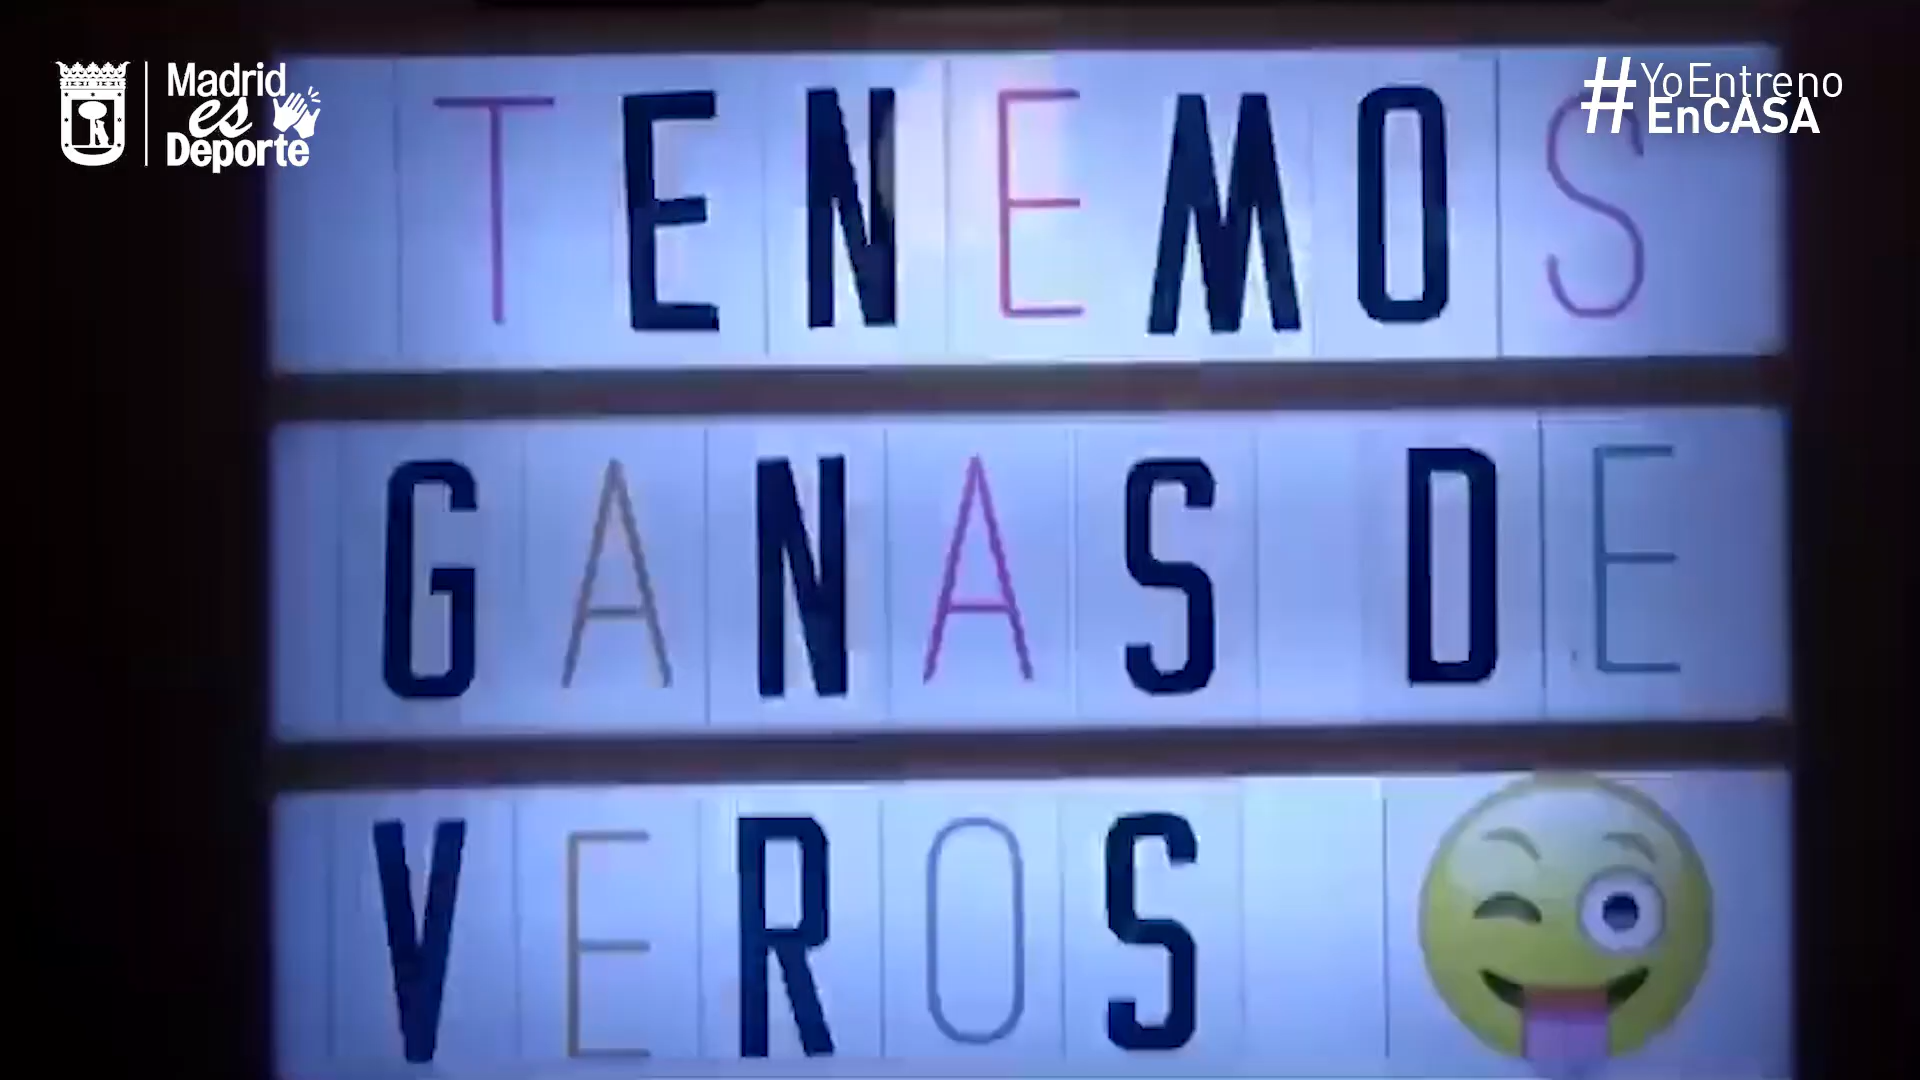 Madrid
es
Deporte
#YoEntreno
EnCASA
TENEMOS
GANAS DE
VEROS